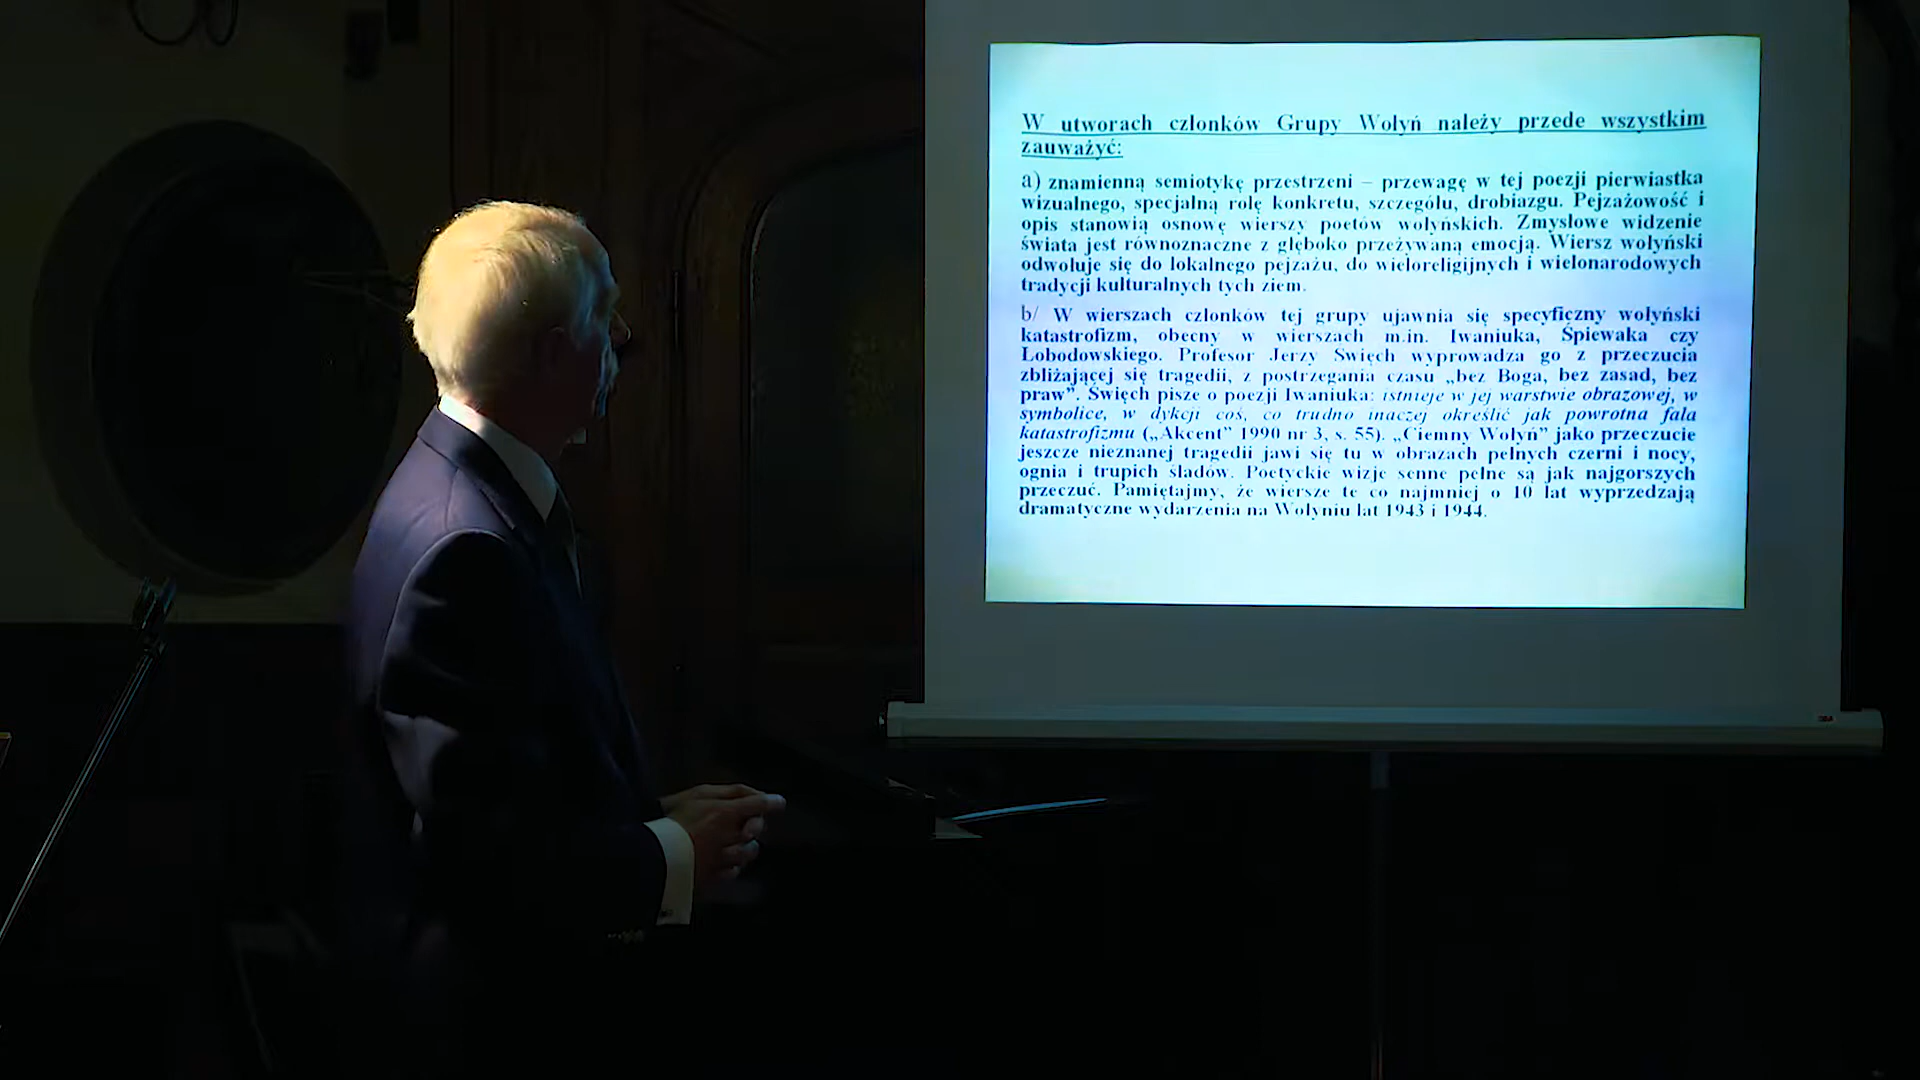 W utworach członków Grupy Wołyń należy przede wszystkim
zauważyć:
a) znamienną semiotykę przestrzeni – przewagę w tej poezji pierwiastka
wizualnego, specjalną rolę konkretu, szczegółu, drobiazgu. Pejzażowość i
opis stanowią osnowę wierszy poetów wołyńskich. Zmysłowe widzenie
świata jest równoznaczne z głęboko przeżywaną emocją. Wiersz wołyński
odwołuje się do lokalnego pejzażu, do wieloreligijnych i wielonarodowych
tradycji kulturalnych tych ziem.
b/ W wierszach członków tej grupy ujawnia się specyficzny wołyński
katastrofizm, obecny w wierszach m.in. Iwaniuka, Śpiewaka czy
Łobodowskiego. Profesor Jerzy Święch wyprowadza go z przeczucia
zbliżającej się tragedii, z postrzegania czasu „bez Boga, bez zasad, bez
praw”. Święch pisze o poezji Iwaniuka: istnieje w jej warstwie obrazowej, w
symbolice, w dykcji coś, co trudno inaczej określić jak powrotna fala
katastrofizmu („Akcent” 1990 nr 3, s. 55). „Ciemny Wołyń” jako przeczucie
jeszcze nieznanej tragedii jawi się tu w obrazach pełnych czerni i nocy,
ognia i trupich śladów. Poetyckie wizje senne pełne są jak najgorszych
przeczuć. Pamiętajmy, że wiersze te co najmniej o 10 lat wyprzedzają
dramatyczne wydarzenia na Wołyniu lat 1943 i 1944.